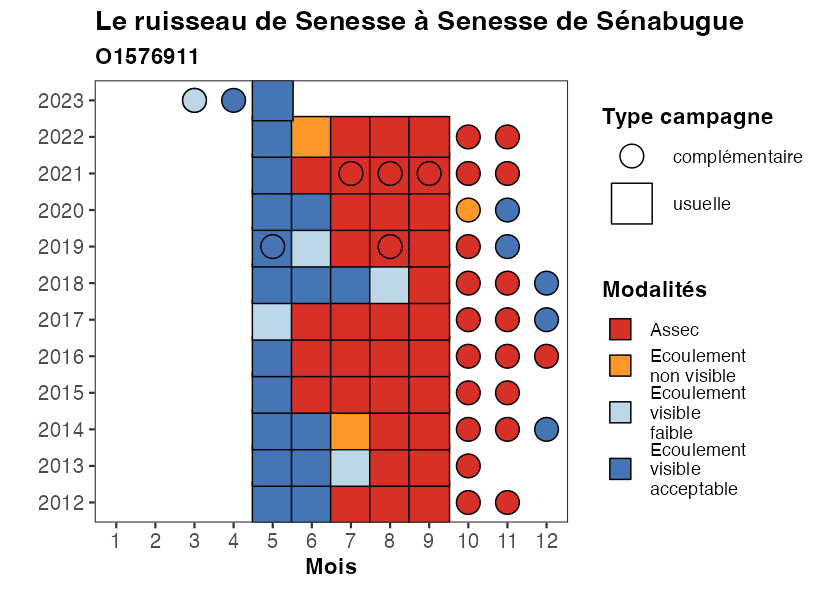 Le ruisseau de Senesse à Senesse de Sénabugue
O1576911
2023
2022
2021
2020
2019
2018
2017
2016
2015
2014
2013
2012
1 2 3 4 5 6 7 8 9 10 11 12
Mois
Type campagne
complémentaire
usuelle
Modalités
Assec
Ecoulement
non visible
Ecoulement
visible
faible
Ecoulement
visible
acceptable